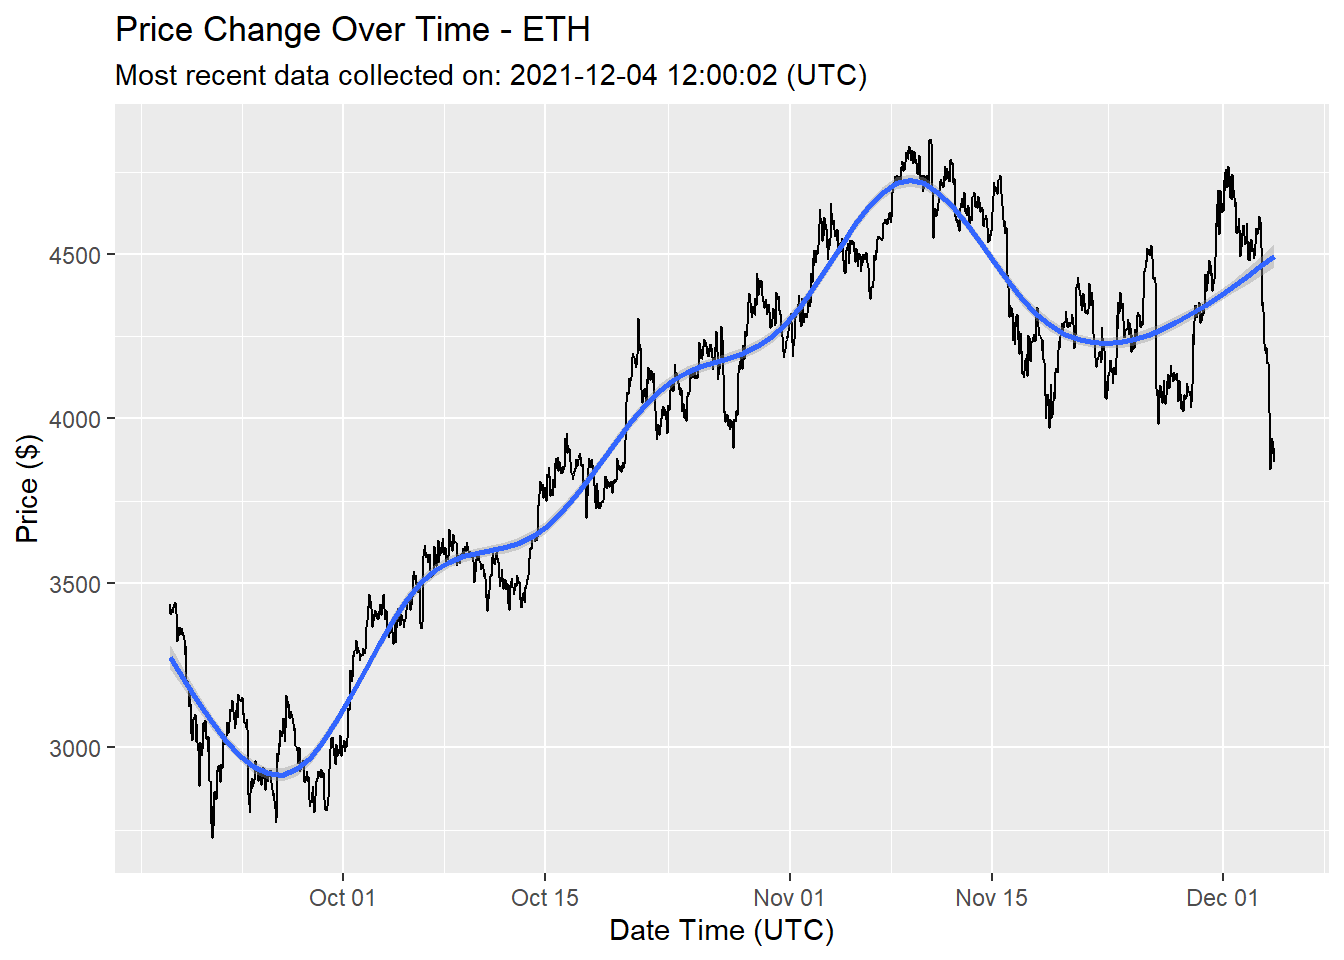 Price Change Over Time - ETH
Most recent data collected on: 2021-12-04 12:00:02 (UTC)
Price ($)
4500
4000
3500
3000
Oct 01
Oct 15
Nov 01
Nov 15
Dec 01
Date Time (UTC)